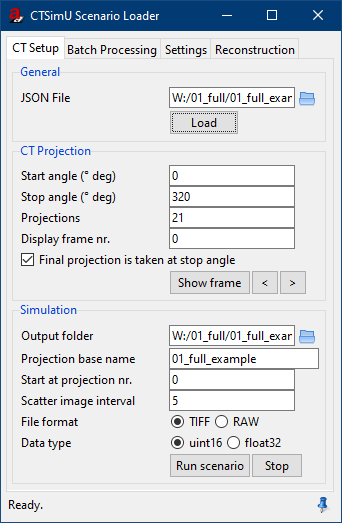 CTSimU Scenario Loader
CT Setup Batch Processing Settings Reconstruction
General
JSON File W:/01_full/01_full_exar
Load
CT Projection
Start angle (° deg) 0
Stop angle (° deg) 320
Projections 21
Display frame nr. 0
Final projection is taken at stop angle
Show frame < >
Simulation
Output folder W:/01_full/01_full_exar
Projection base name 01_full_example
Start at projection nr. 0
Scatter image interval 5
File format TIFF RAW
Data type uint16 float32
Run scenario Stop
Ready.